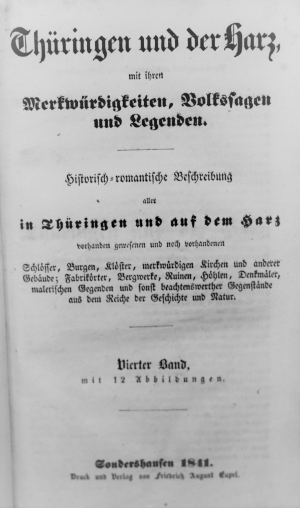 Thüringen und der Harz,
mit ihren
Merkwürdigkeiten, Volkssagen
und Legenden.
Historisch-romantische Beschreibung
aller
in Thüringen und auf dem Harz
vorhanden gewesenen und noch vorhandenen
Schlösser, Burgen, Klöster, merkwürdigen Kirchen und anderer
Gebäude; Fabrikörter, Bergwerke, Ruinen, Höhlen, Denkmäler,
malerischen Gegenden und sonst beachtenswerther Gegenstände
aus dem Reiche der Geschichte und Natur.
Vierter Band,
mit 12 Abbildungen.
Sondershausen 1841.
Druck und Verlag von Friedrich August Eupel.